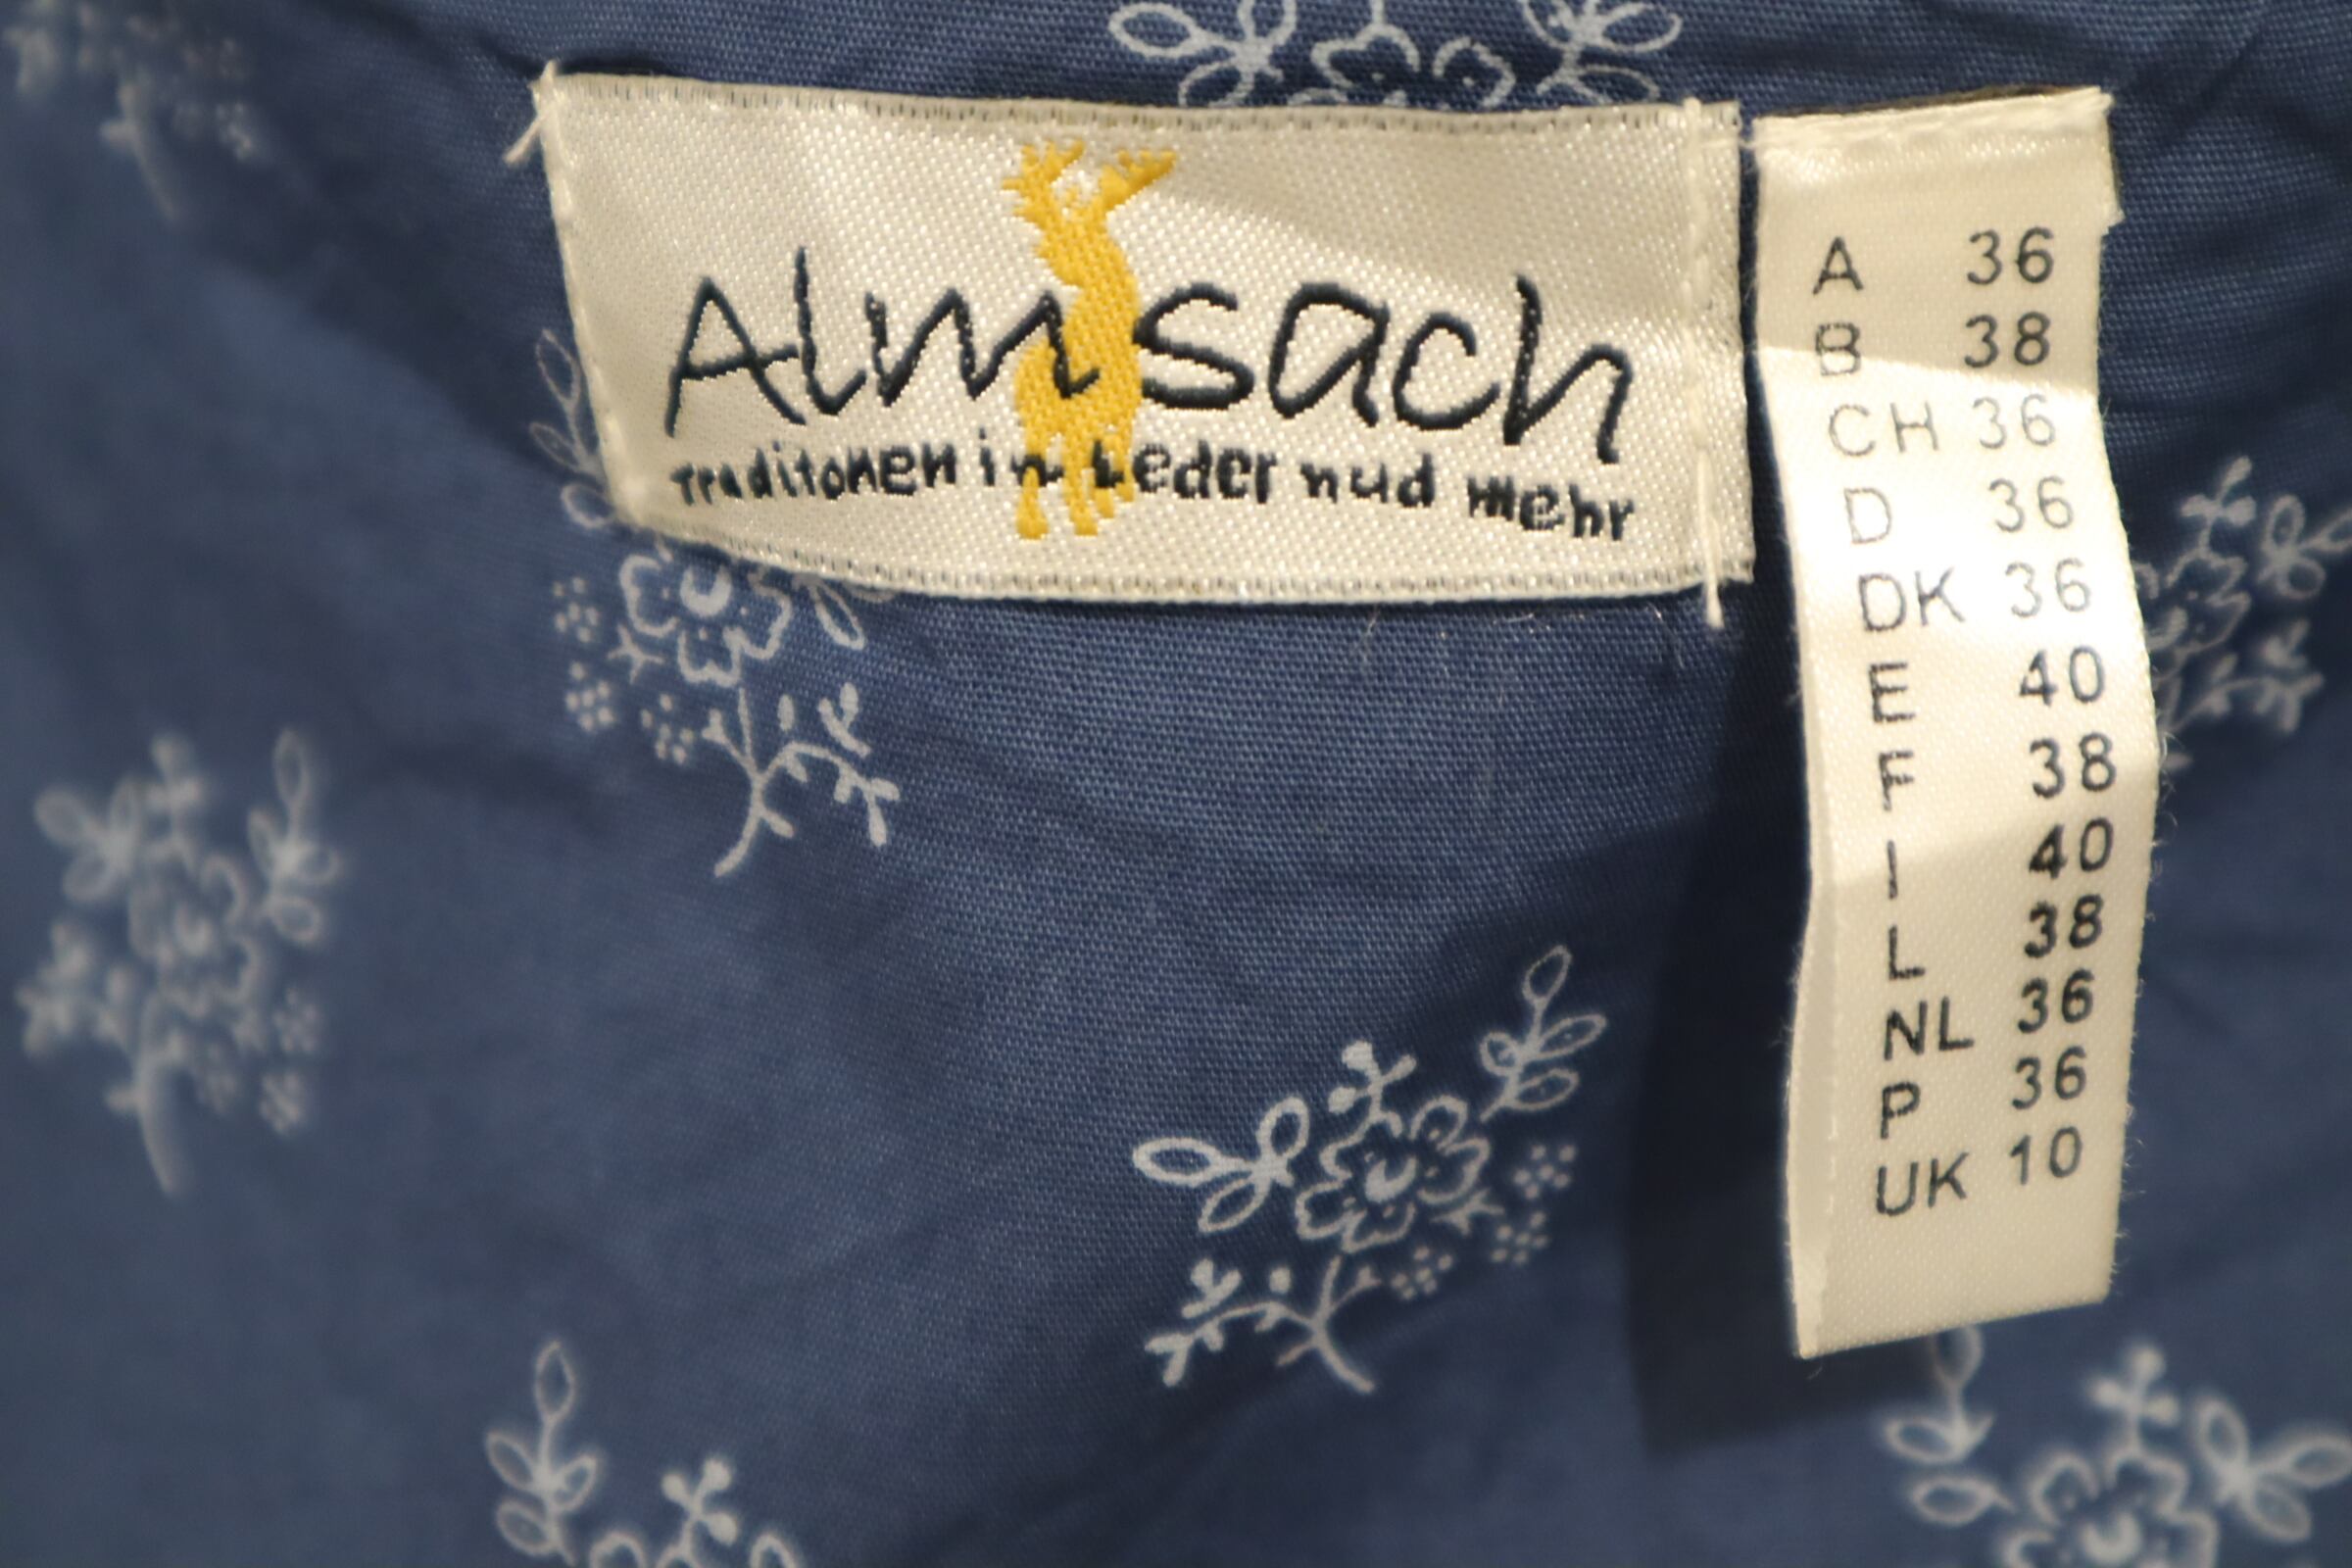 Almsach
Traditonen in Leder nud mehr
A 36
B 38
CH 36
D 36
DK 36
E 40
F 38
I 40
L 38
NL 36
P 36
UK 10